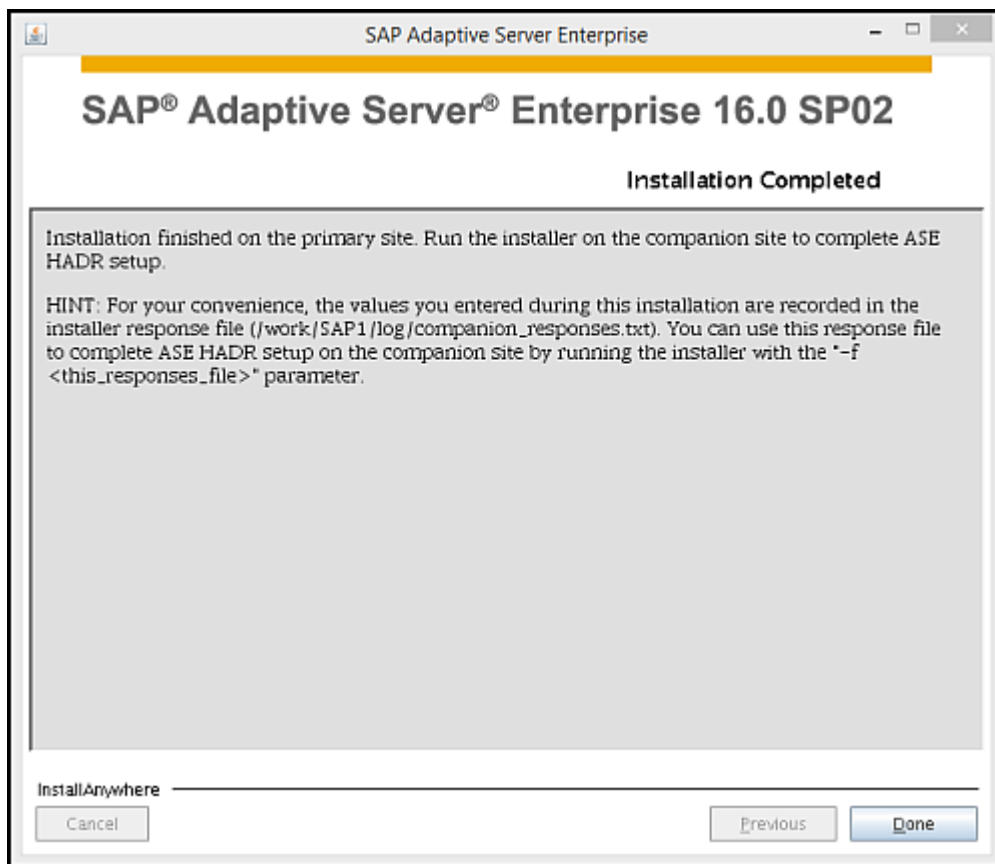 SAP Adaptive Server Enterprise
SAP® Adaptive Server® Enterprise 16.0 SP02
Installation Completed
Installation finished on the primary site. Run the installer on the companion site to complete ASE
HADR setup.
HINT: For your convenience, the values you entered during this installation are recorded in the
installer response file (/work/SAP1/log/companion_responses.txt). You can use this response file
to complete ASE HADR setup on the companion site by running the installer with the "-f
<this_responses_file>" parameter.
InstallAnywhere
Cancel
Previous
Done